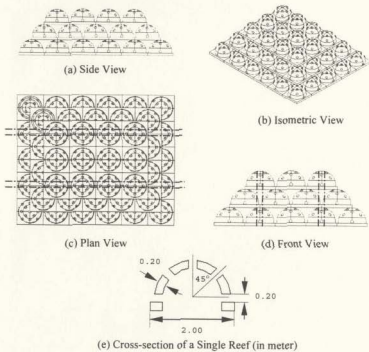 (a) Side View
(b) Isometric View
(c) Plan View
(d) Front View
0.20
45°
0.20
2.00
(e) Cross-section of a Single Reef (in meter)